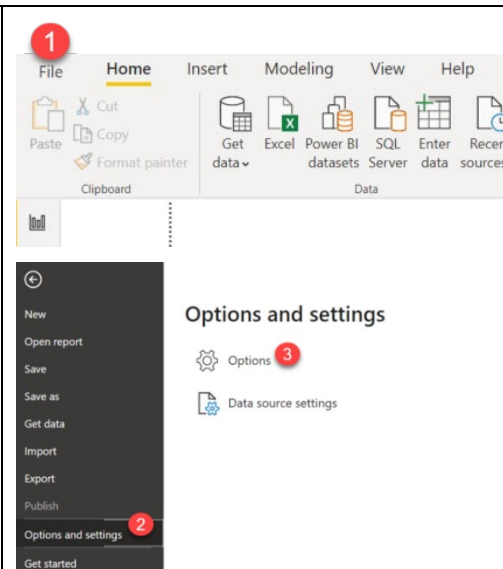 1
File Home Insert Modeling View Help
Paste
Cut
Copy
Format painter
Get data
Excel
Power BI datasets
SQL Server
Enter data
sources
Clipboard
Data
New
Open report
Save
Save as
Get data
Import
Export
Publish
Options and settings 2
Get started
Options and settings
Options 3
Data source settings